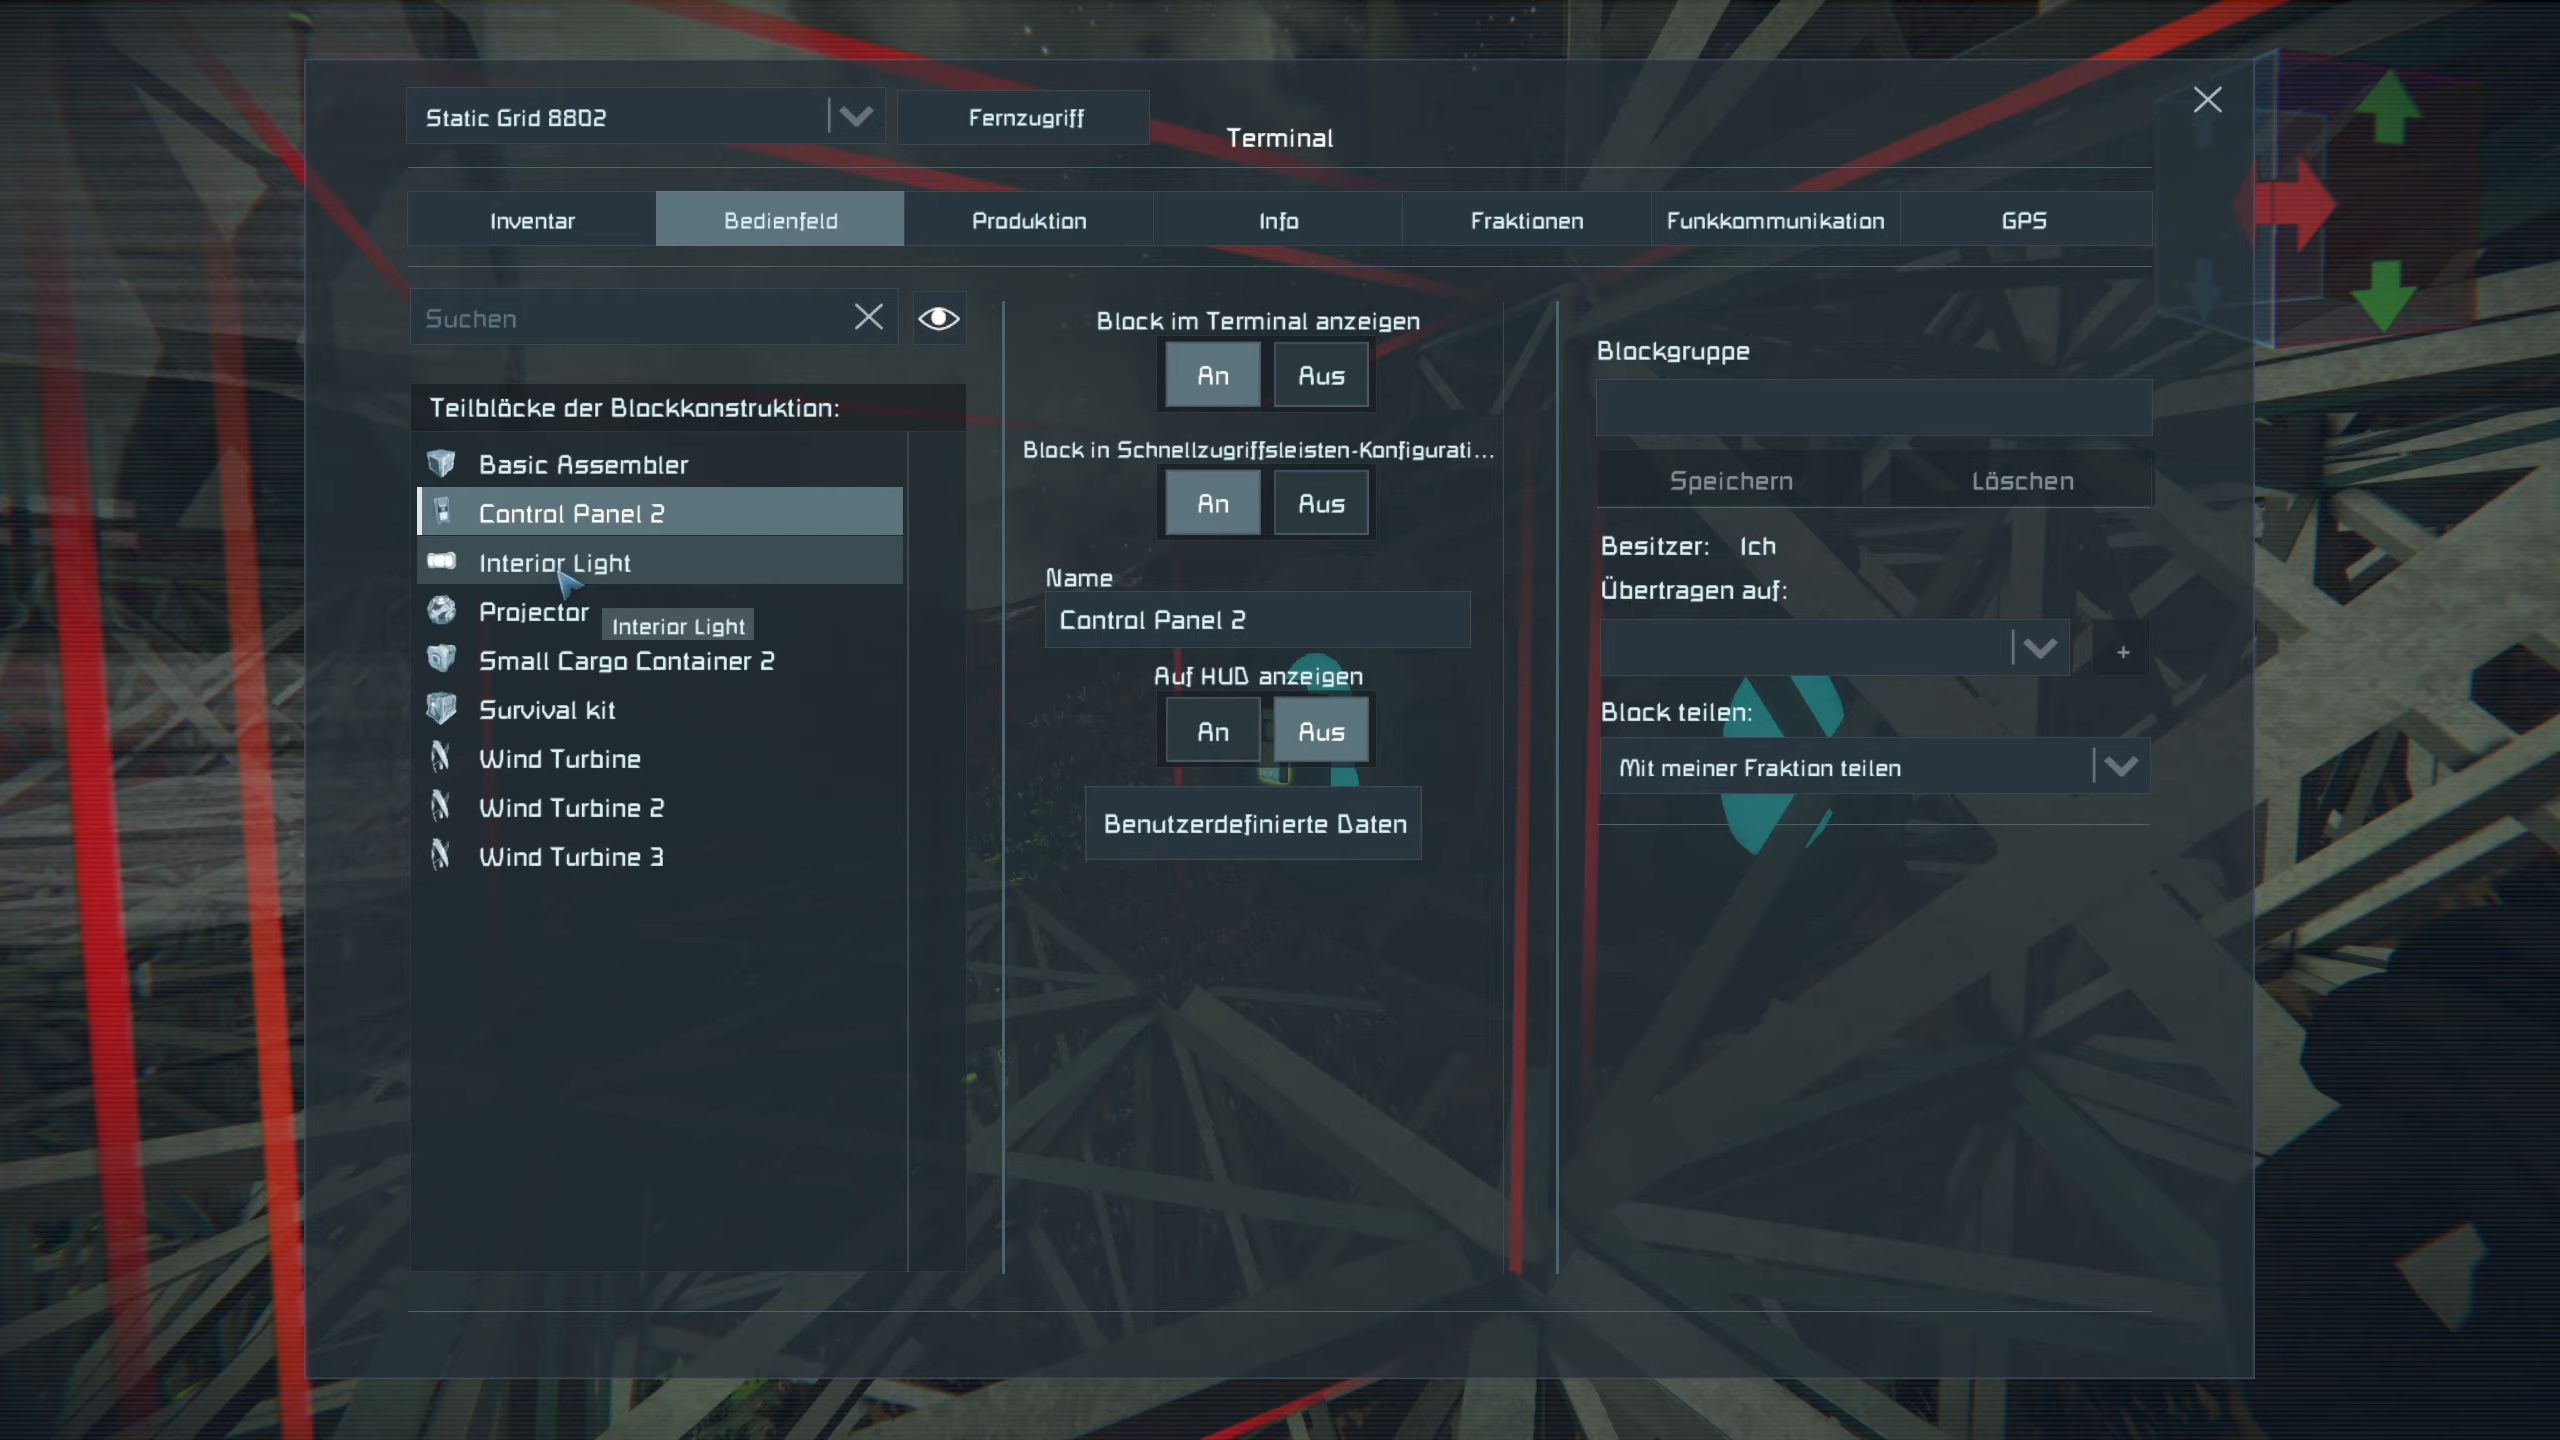 Static Grid 8802
Fernzugriff
Terminal
Inventar
Bedienfeld
Produktion
Info
Fraktionen
Funkkommunikation
GPS
Suchen
Teilblöcke der Blockkonstruktion:
Basic Assembler
Control Panel 2
Interior Light
Projector
Interior Light
Small Cargo Container 2
Survival kit
Wind Turbine
Wind Turbine 2
Wind Turbine 3
Block im Terminal anzeigen
An
Aus
Block in Schnellzugriffsleisten-Konfigurati...
An
Aus
Name
Control Panel 2
Auf HUD anzeigen
An
Aus
Benutzerdefinierte Daten
Blockgruppe
Speichern
Löschen
Besitzer: Ich
Übertragen auf:
+
Block teilen:
Mit meiner Fraktion teilen